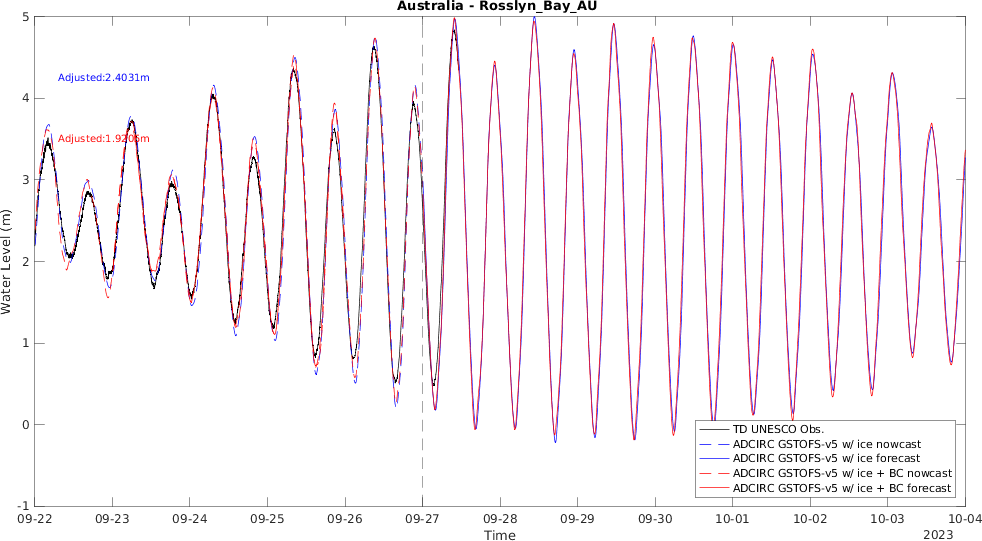 Australia - Rosslyn_Bay_AU
5
4
3
2
1
0
-1
Water Level (m)
Adjusted:2.4031m
Adjusted:1.9206m
TD UNESCO Obs.
ADCIRC GSTOFS-v5 w/ ice nowcast
ADCIRC GSTOFS-v5 w/ ice forecast
ADCIRC GSTOFS-v5 w/ ice + BC nowcast
ADCIRC GSTOFS-v5 w/ ice + BC forecast
09-22 09-23 09-24 09-25 09-26 09-27 09-28 09-29 09-30 10-01 10-02 10-03 10-04
Time
2023